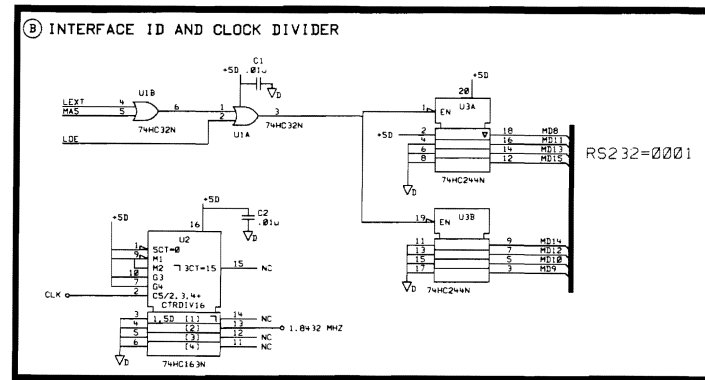 B INTERFACE ID AND CLOCK DIVIDER
C1
+5D .01u
D
U1B
LEXT 4
MAS 5
6
74HC32N
1
2
3
U1A
74HC32N
LOE
+5D
20
U3A
1 EN
+5D 2 18 MD8
4 16 MD11
6 14 MD13
8 12 MD15
74HC244N
D
RS232=0001
19 EN U3B
11 9 MD14
13 7 MD12
15 5 MD10
17 3 MD9
74HC244N
D
+5D
+5D
16
C2
.01u
D
U2
1 SCT=0
9 M1
M2 3CT=15 15 NC
10 G3
7 G4
CLK 2 C5/2,3,4+
CTRDIV16
3 1,5D [1] 14 NC
4 [2] 13 1.8432 MHZ
5 [3] 12 NC
6 [4] 11 NC
74HC163N
D